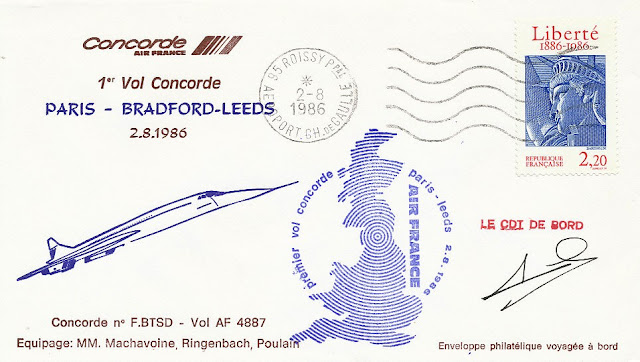 Concorde
AIR FRANCE
1er Vol Concorde
PARIS - BRADFORD-LEEDS
2.8.1986
95 ROISSY PPAL
AEROPORT CH.DE GAULLE
*
2-8
1986
Liberté
1886-1986
RÉPUBLIQUE
FRANÇAISE
2,20
premier vol concorde
paris-leeds 2.8.1986
AIR FRANCE
LE CDT DE BORD
Concorde n° F.BTSD - Vol AF 4887
Equipage: MM. Machavoine, Ringenbach, Poulain
Enveloppe philatélique voyagée à bord